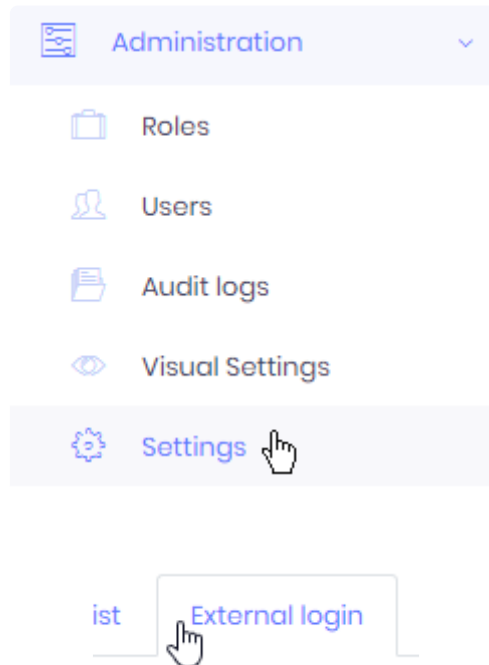 Administration
Roles
Users
Audit logs
Visual Settings
Settings
ist External login